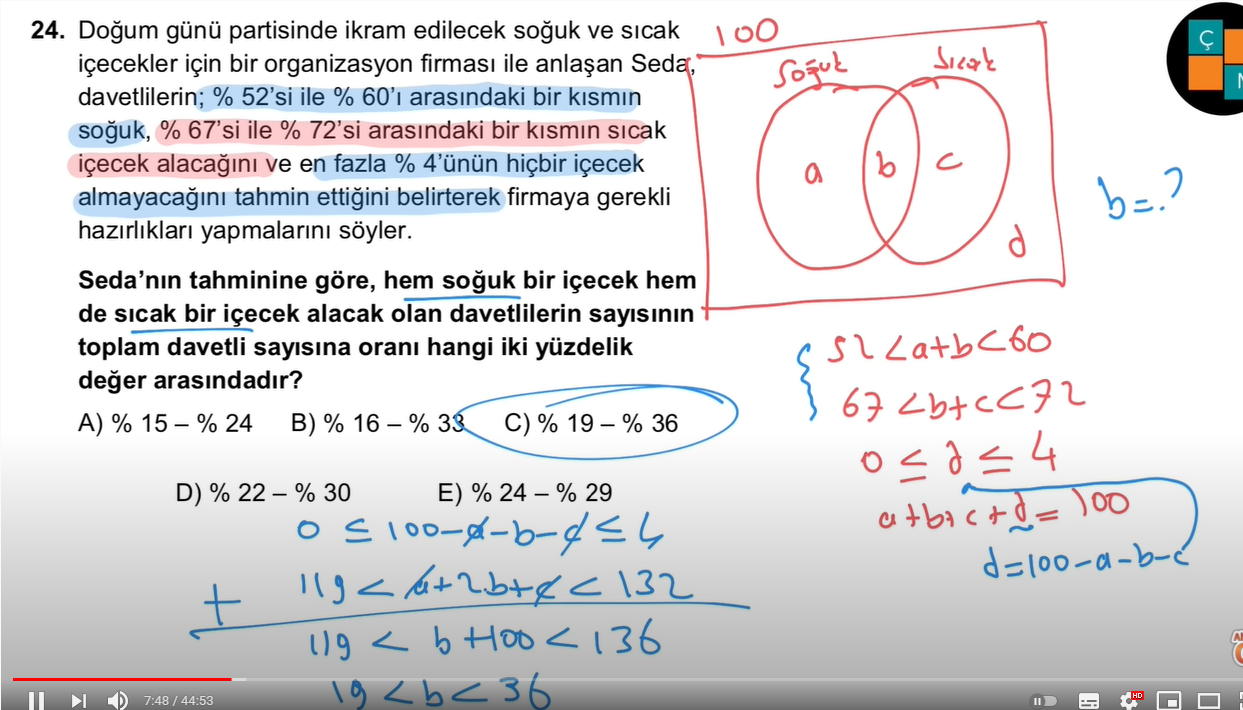 24. Doğum günü partisinde ikram edilecek soğuk ve sıcak
içecekler için bir organizasyon firması ile anlaşan Seda,
davetlilerin; % 52’si ile % 60’ı arasındaki bir kısmın
soğuk, % 67’si ile % 72’si arasındaki bir kısmın sıcak
içecek alacağını ve en fazla % 4’ünün hiçbir içecek
almayacağını tahmin ettiğini belirterek firmaya gerekli
hazırlıkları yapmalarını söyler.
Seda’nın tahminine göre, hem soğuk bir içecek hem
de sıcak bir içecek alacak olan davetlilerin sayısının
toplam davetli sayısına oranı hangi iki yüzdelik
değer arasındadır?
A) % 15 – % 24 B) % 16 – % 33 C) % 19 – % 36
D) % 22 – % 30 E) % 24 – % 29
100
Soğuk Sıcak
a b c
d
b=?
52 < a+b < 60
67 < b+c < 72
0 ≤ d ≤ 4
a+b+c+d = 100
d=100-a-b-c
0 ≤ 100-a-b-c ≤ 4
+ 119 < a+2b+c < 132
119 < b+100 < 136
19 < b < 36
Ç
7:48 / 44:53
HD